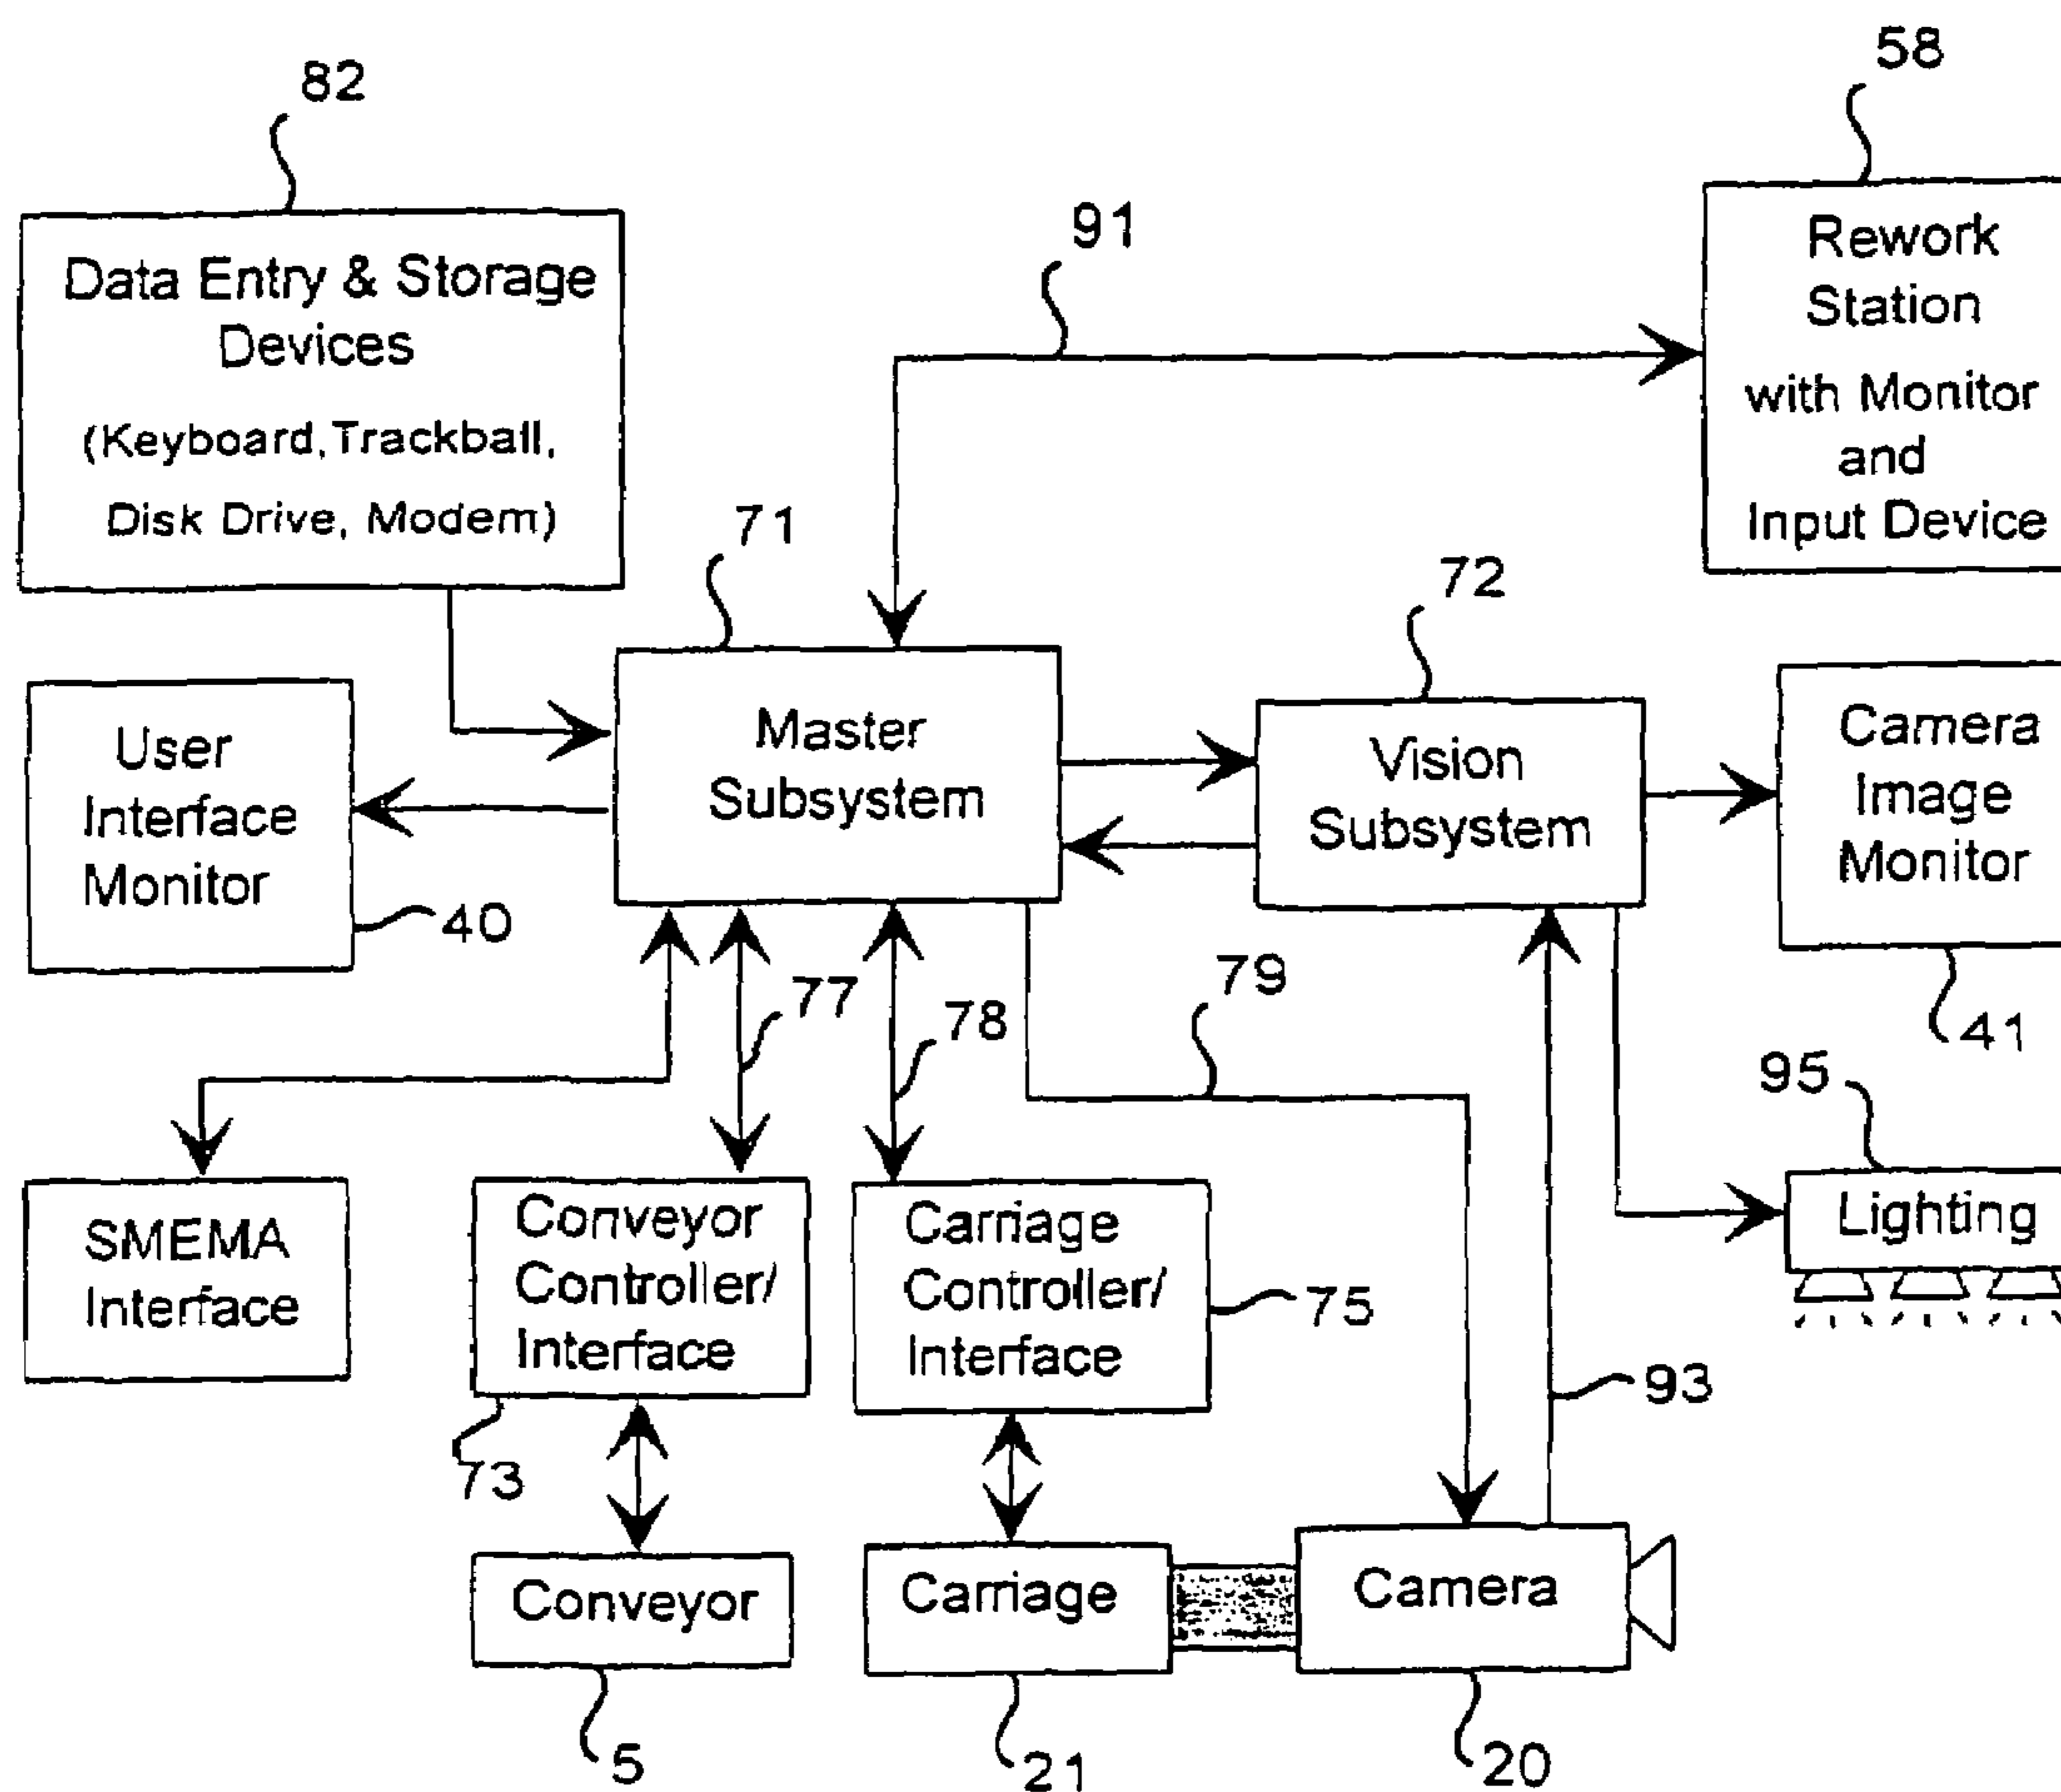 82
58
91
Data Entry & Storage
Devices
(Keyboard, Trackball,
Disk Drive, Modem)
Rework
Station
with Monitor
and
Input Device
71
72
User
Interface
Monitor
40
Master
Subsystem
Vision
Subsystem
Camera
Image
Monitor
41
77
78
79
95
SMEMA
Interface
Conveyor
Controller/
Interface
73
Carriage
Controller/
Interface
75
Lighting
93
Conveyor
5
Carriage
21
Camera
20